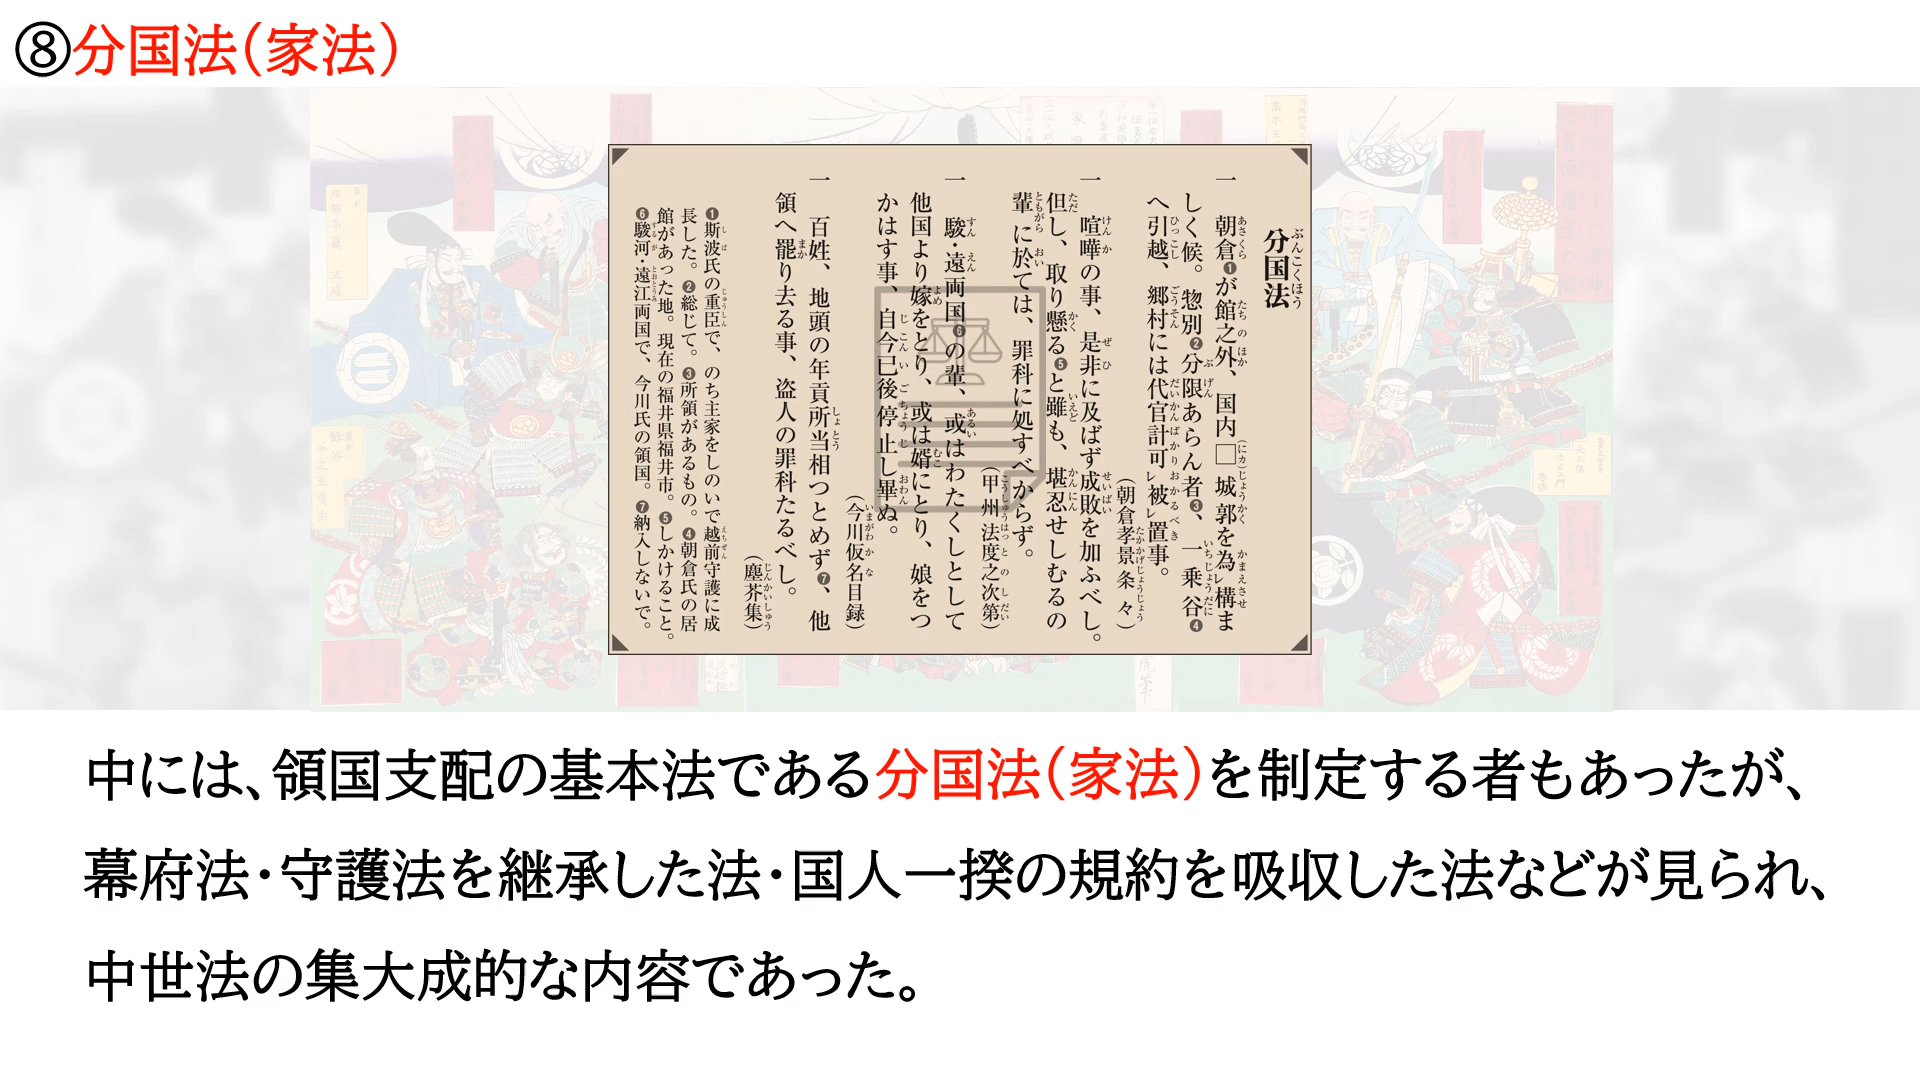 ⑧分国法(家法)
分国法
一 朝倉❶が館之外、国内□城郭を為㆑構ま
しく候。惣別❷分限あらん者❸、一乗谷❹
へ引越、郷村には代官計可㆑被㆑置事。
(朝倉孝景条々)
一 喧嘩の事、是非に及ばず成敗を加ふべし。
但し、取り懸る❺と雖も、堪忍せしむるの
輩に於ては、罪科に処すべからず。
(甲州法度之次第)
一 駿・遠両国❻の輩、或はわたくしとして
他国より嫁をとり、或は婿にとり、娘をつ
かはす事、自今已後停止し畢ぬ。
(今川仮名目録)
一 百姓、地頭の年貢所当相つとめず❼、他
領へ罷り去る事、盗人の罪科たるべし。
(塵芥集)
❶斯波氏の重臣で、のち主家をしのいで越前守護に成
長した。❷総じて。❸所領があるもの。❹朝倉氏の居
館があった地。現在の福井県福井市。❺しかけること。
❻駿河・遠江両国で、今川氏の領国。❼納入しないで。
中には、領国支配の基本法である分国法(家法)を制定する者もあったが、
幕府法・守護法を継承した法・国人一揆の規約を吸収した法などが見られ、
中世法の集大成的な内容であった。